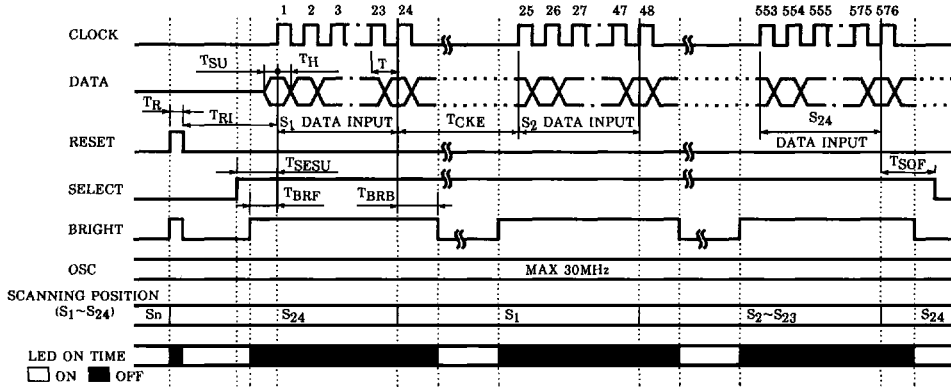 1 2 3 23 24 25 26 27 47 48 553 554 555 575 576
CLOCK
TSU TH T
DATA
TR TRI S1 DATA INPUT TCKE S2 DATA INPUT S24 DATA INPUT
RESET
TSESU TSOF
SELECT
TBRF TBRB
BRIGHT
OSC MAX 30MHz
SCANNING POSITION
(S1~S24) Sn S24 S1 S2~S23 S24
LED ON TIME
ON OFF